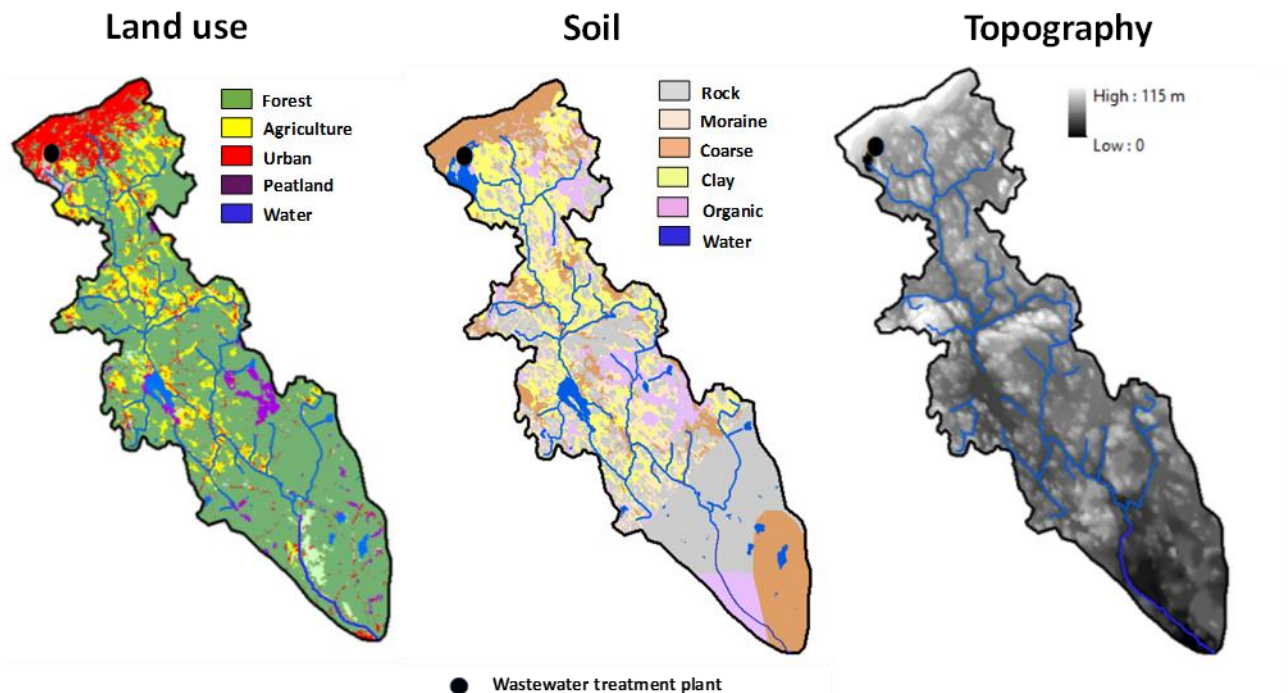 Land use
Forest
Agriculture
Urban
Peatland
Water
Soil
Rock
Moraine
Coarse
Clay
Organic
Water
Topography
High : 115 m
Low : 0
Wastewater treatment plant